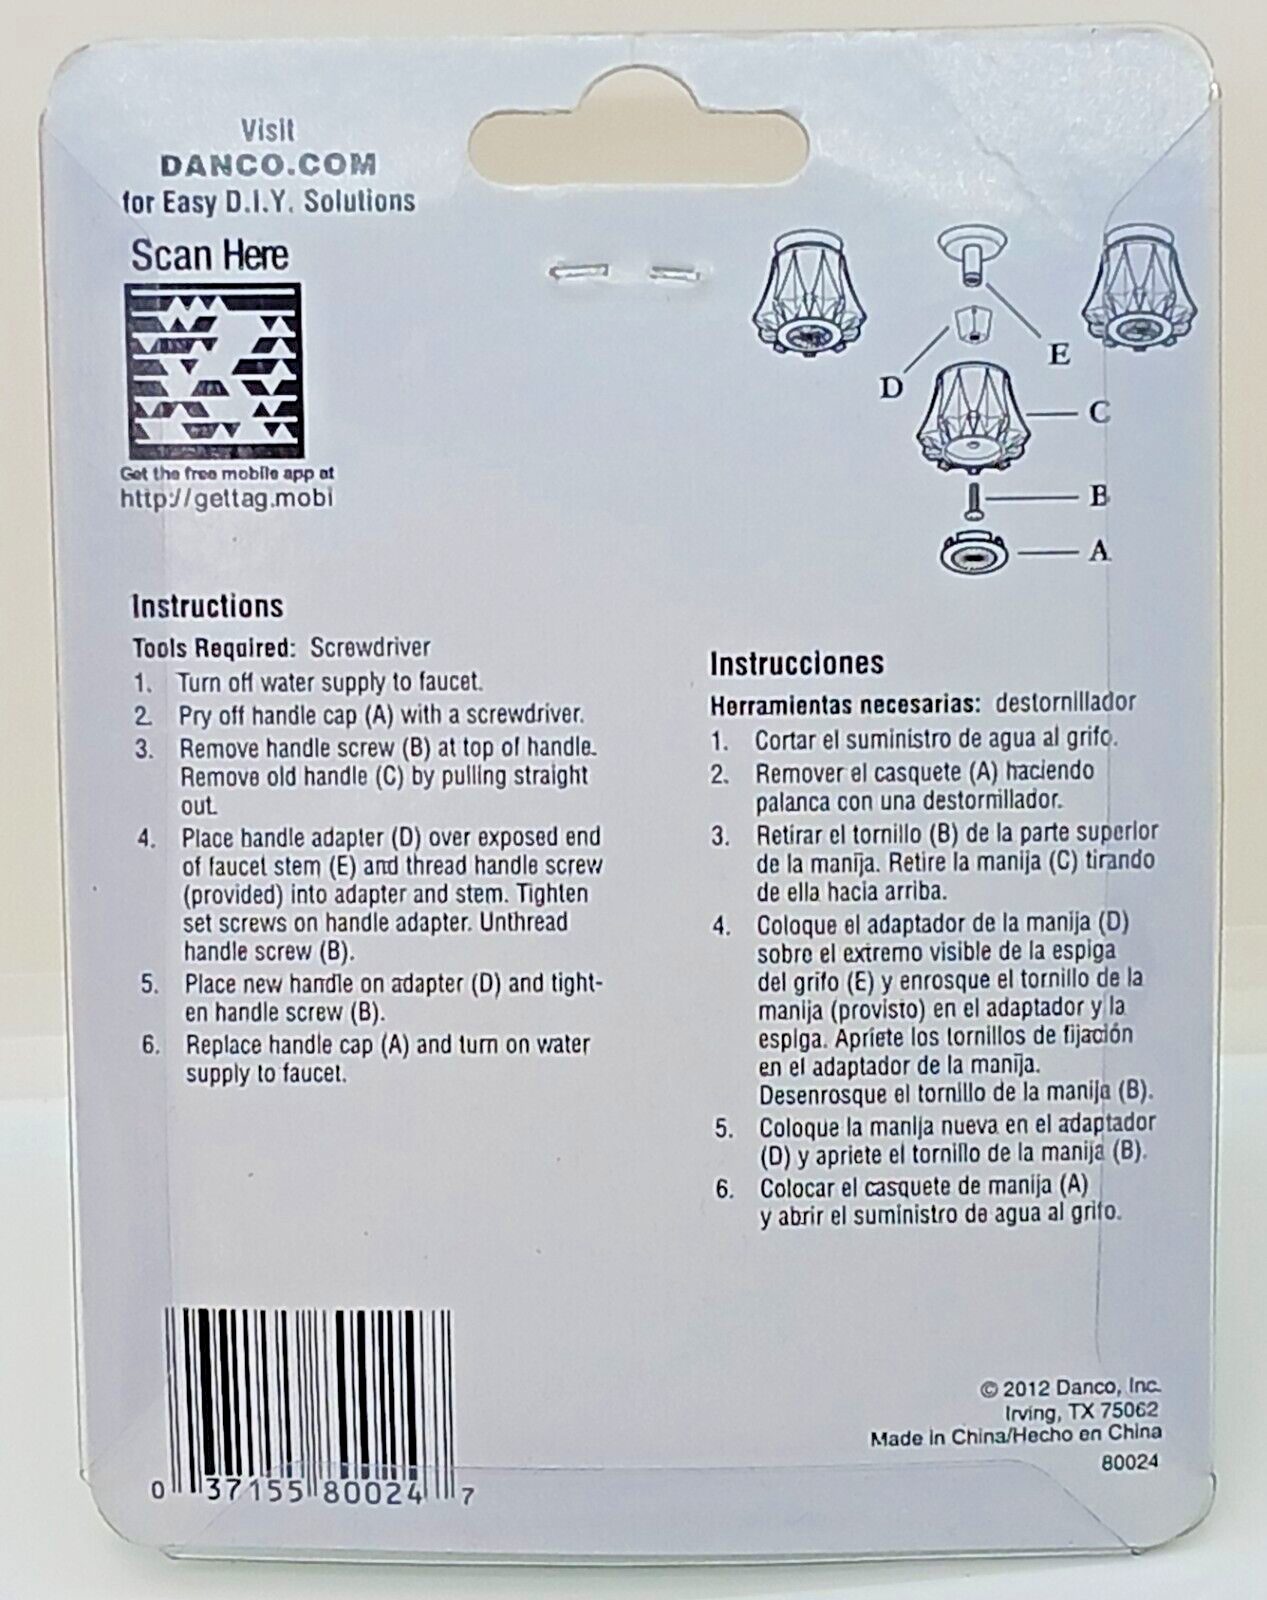 Visit
DANCO.COM
for Easy D.I.Y. Solutions
Scan Here
Get the free mobile app at
http://gettag.mobi
E
D
C
B
A
Instructions
Tools Required: Screwdriver
1. Turn off water supply to faucet.
2. Pry off handle cap (A) with a screwdriver.
3. Remove handle screw (B) at top of handle.
Remove old handle (C) by pulling straight
out.
4. Place handle adapter (D) over exposed end
of faucet stem (E) and thread handle screw
(provided) into adapter and stem. Tighten
set screws on handle adapter. Unthread
handle screw (B).
5. Place new handle on adapter (D) and tight-
en handle screw (B).
6. Replace handle cap (A) and turn on water
supply to faucet.
Instrucciones
Herramientas necesarias: destornillador
1. Cortar el suministro de agua al grifo.
2. Remover el casquete (A) haciendo
palanca con una destornillador.
3. Retirar el tornillo (B) de la parte superior
de la manija. Retire la manija (C) tirando
de ella hacia arriba.
4. Coloque el adaptador de la manija (D)
sobre el extremo visible de la espiga
del grifo (E) y enrosque el tornillo de la
manija (provisto) en el adaptador y la
espiga. Apriete los tornillos de fijación
en el adaptador de la manija.
Desenrosque el tornillo de la manija (B).
5. Coloque la manija nueva en el adaptador
(D) y apriete el tornillo de la manija (B).
6. Colocar el casquete de manija (A)
y abrir el suministro de agua al grifo.
0 37155 80024 7
© 2012 Danco, Inc.
Irving, TX 75062
Made in China/Hecho en China
80024